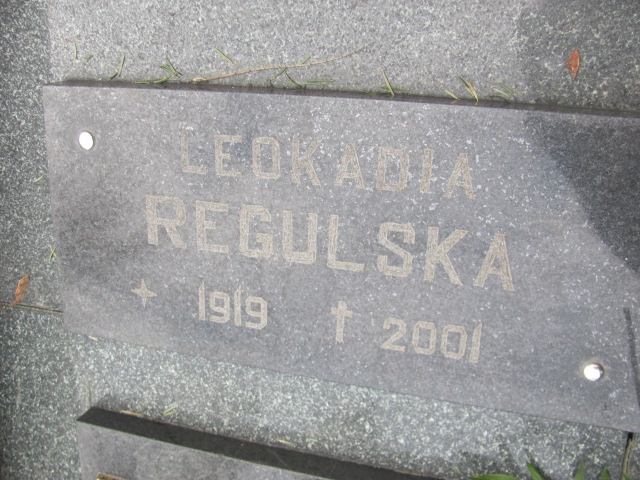 LEOKADIA
REGULSKA
✦ 1919 ✝ 2001